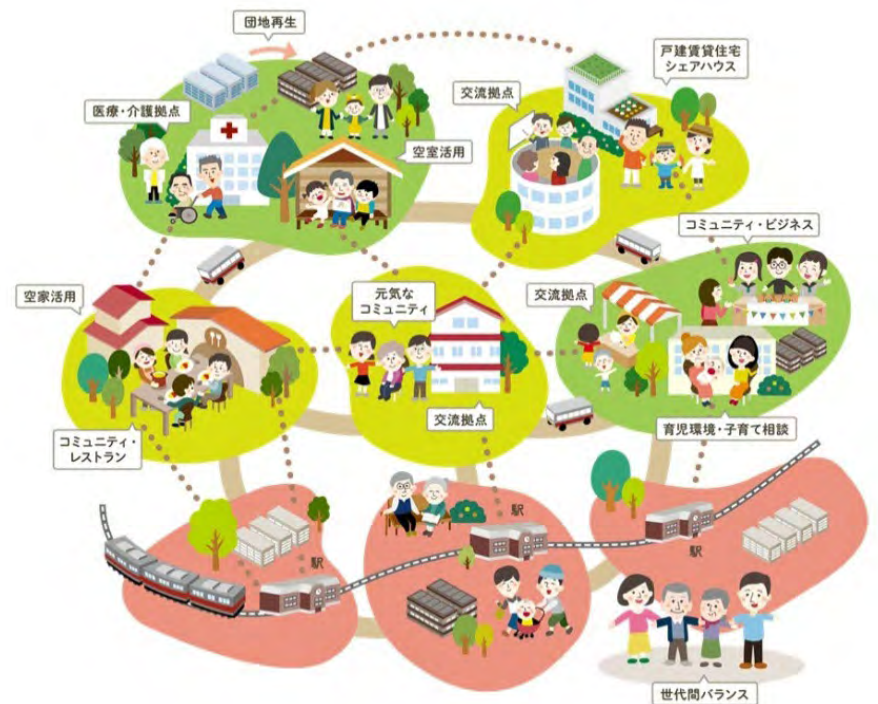 団地再生
戸建賃貸住宅
シェアハウス
医療・介護拠点
交流拠点
空室活用
コミュニティ・ビジネス
空家活用
元気な
コミュニティ
交流拠点
交流拠点
コミュニティ・
レストラン
育児環境・子育て相談
駅
駅
駅
世代間バランス